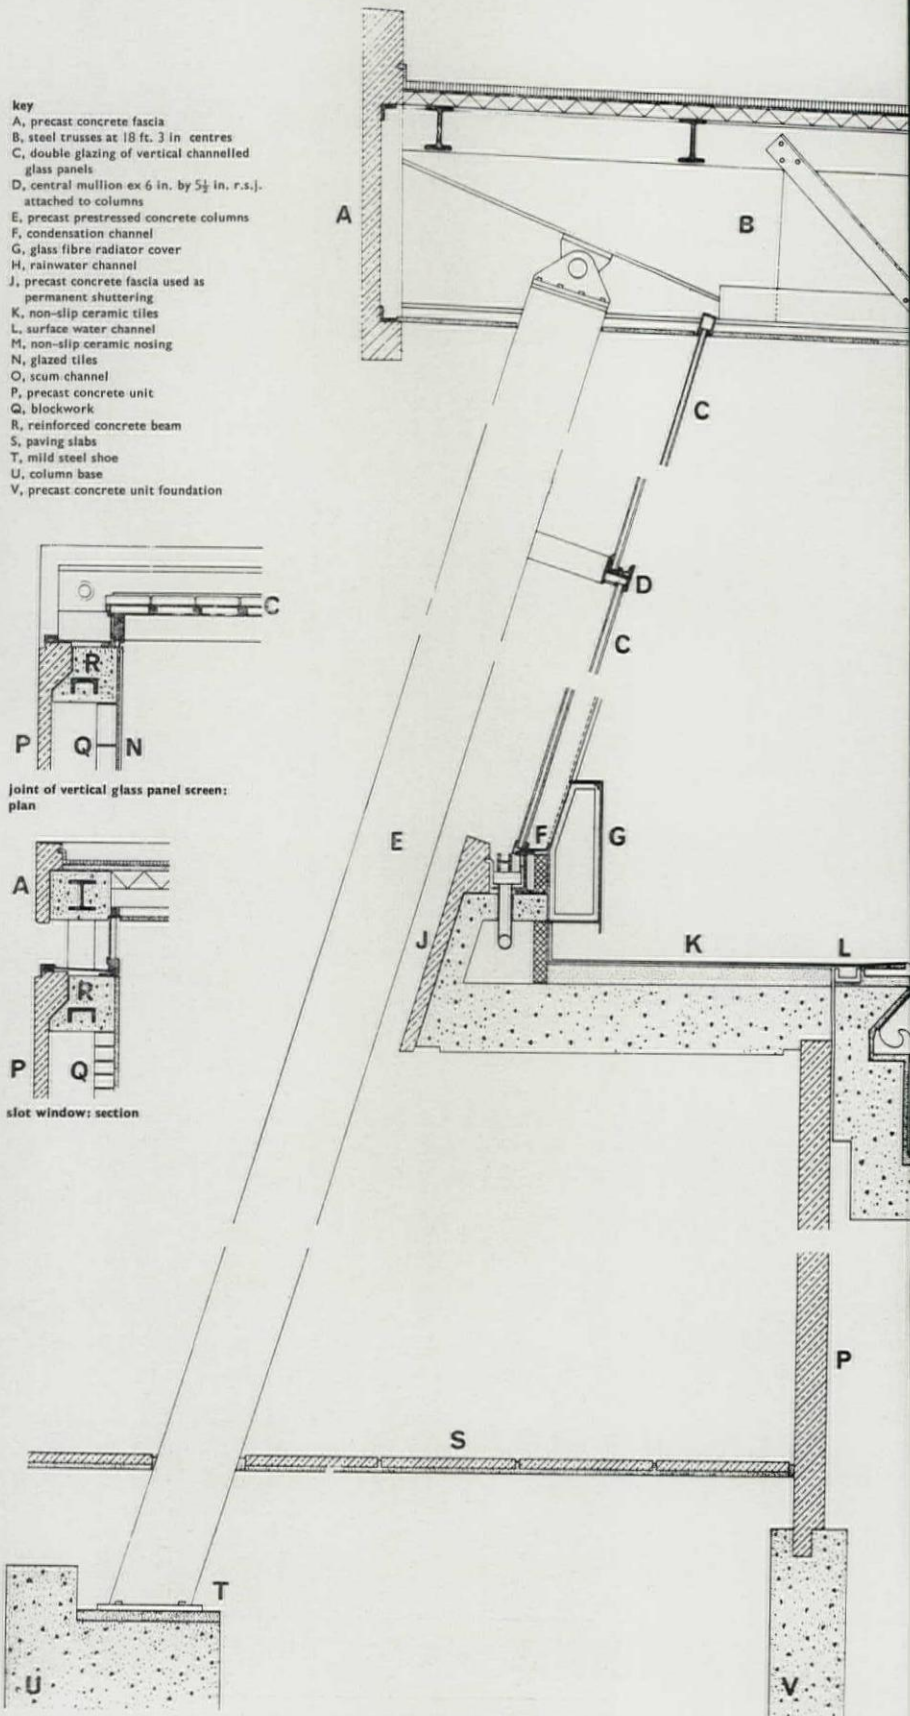 key
A, precast concrete fascia
B, steel trusses at 18 ft. 3 in centres
C, double glazing of vertical channelled
glass panels
D, central mullion ex 6 in. by 5½ in. r.s.j.
attached to columns
E, precast prestressed concrete columns
F, condensation channel
G, glass fibre radiator cover
H, rainwater channel
J, precast concrete fascia used as
permanent shuttering
K, non-slip ceramic tiles
L, surface water channel
M, non-slip ceramic nosing
N, glazed tiles
O, scum channel
P, precast concrete unit
Q, blockwork
R, reinforced concrete beam
S, paving slabs
T, mild steel shoe
U, column base
V, precast concrete unit foundation
A
B
C
D
C
C
R
P
Q
N
joint of vertical glass panel screen:
plan
A
R
P
Q
slot window: section
E
F
G
J
K
L
P
S
T
U
V